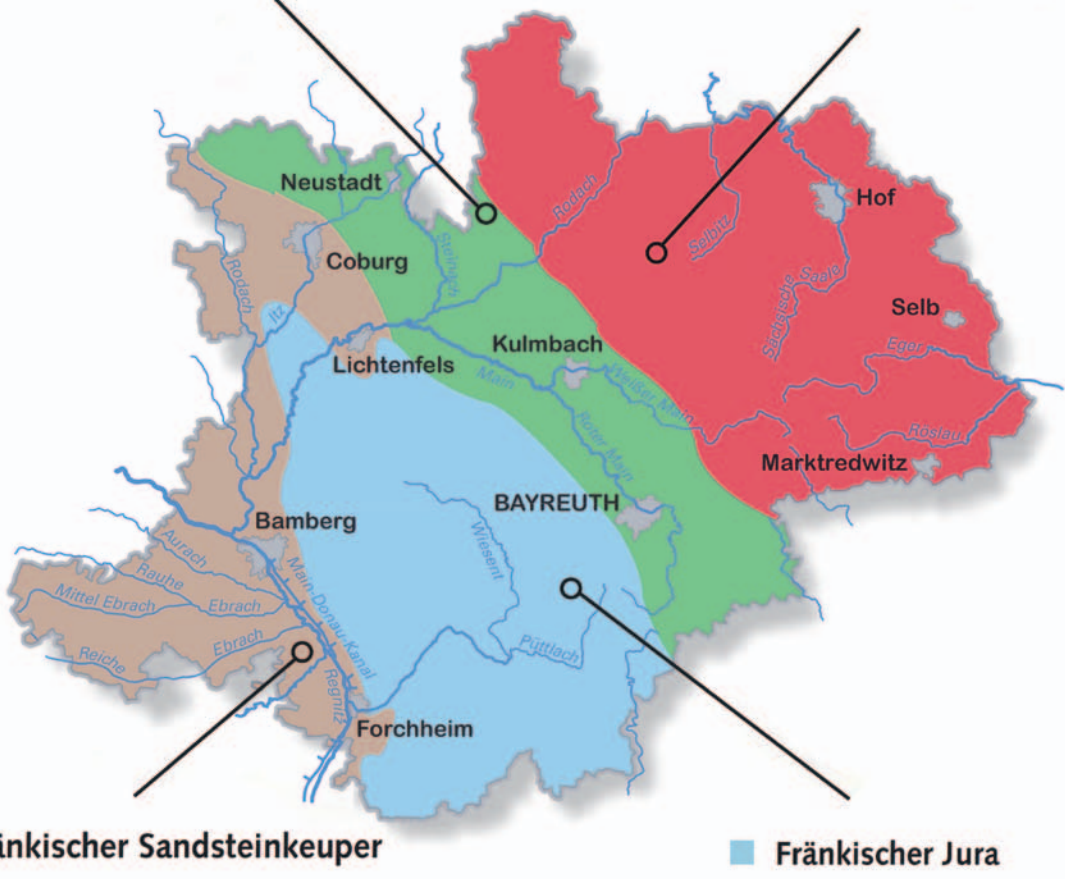 Neustadt
Hof
Coburg
Rodach
Selbitz
Steinach
Sächsische Saale
Rodach
Itz
Selb
Kulmbach
Lichtenfels
Eger
Main
Weißer Main
Röslau
Roter Main
Marktredwitz
BAYREUTH
Bamberg
Wiesent
Aurach
Rauhe
Ebrach
Mittel Ebrach
Main-Donau-Kanal
Ebrach
Reiche
Püttlach
Regnitz
Forchheim
änkischer Sandsteinkeuper
Fränkischer Jura